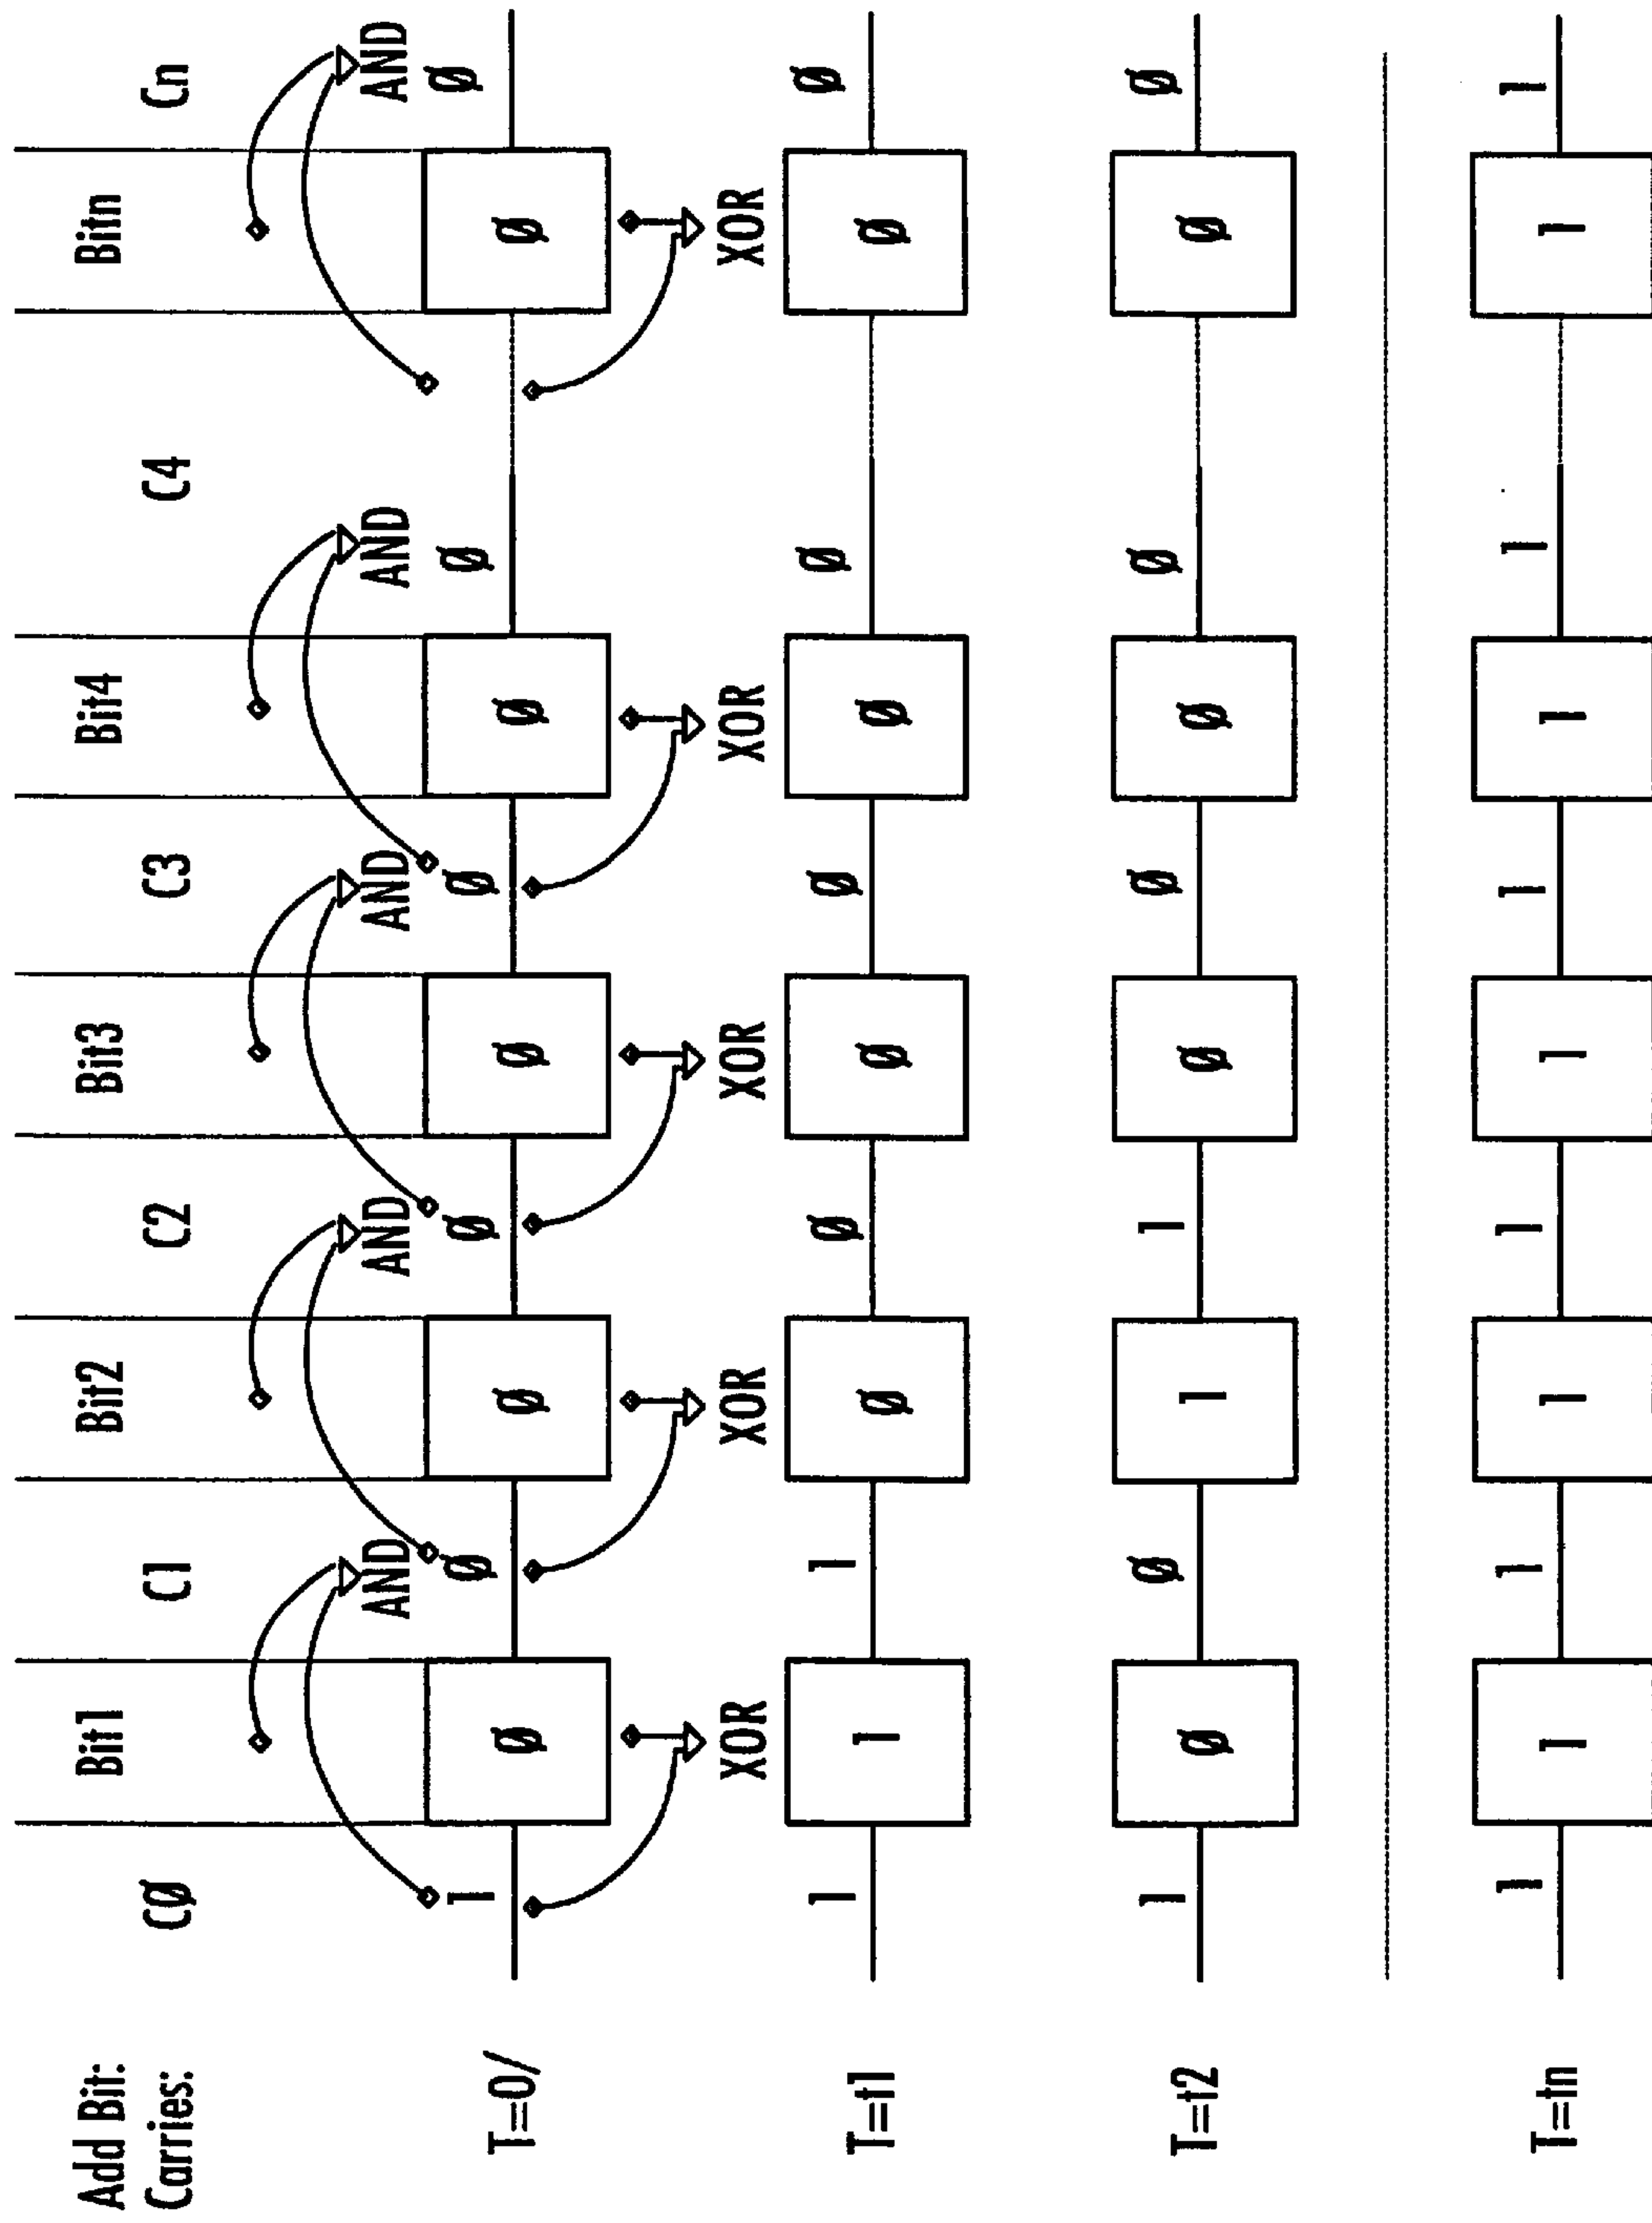 Add Bit: Bit1 Bit2 Bit3 Bit4 Bitn
Carries: CØ C1 C2 C3 C4 Cn
AND AND AND AND AND
T=0/ 1 Ø Ø Ø Ø Ø Ø Ø Ø Ø Ø
XOR XOR XOR XOR XOR
T=t1 1 1 1 Ø Ø Ø Ø Ø Ø Ø Ø
T=t2 1 Ø Ø 1 1 Ø Ø Ø Ø Ø Ø
T=tn 1 1 1 1 1 1 1 1 1 1 1